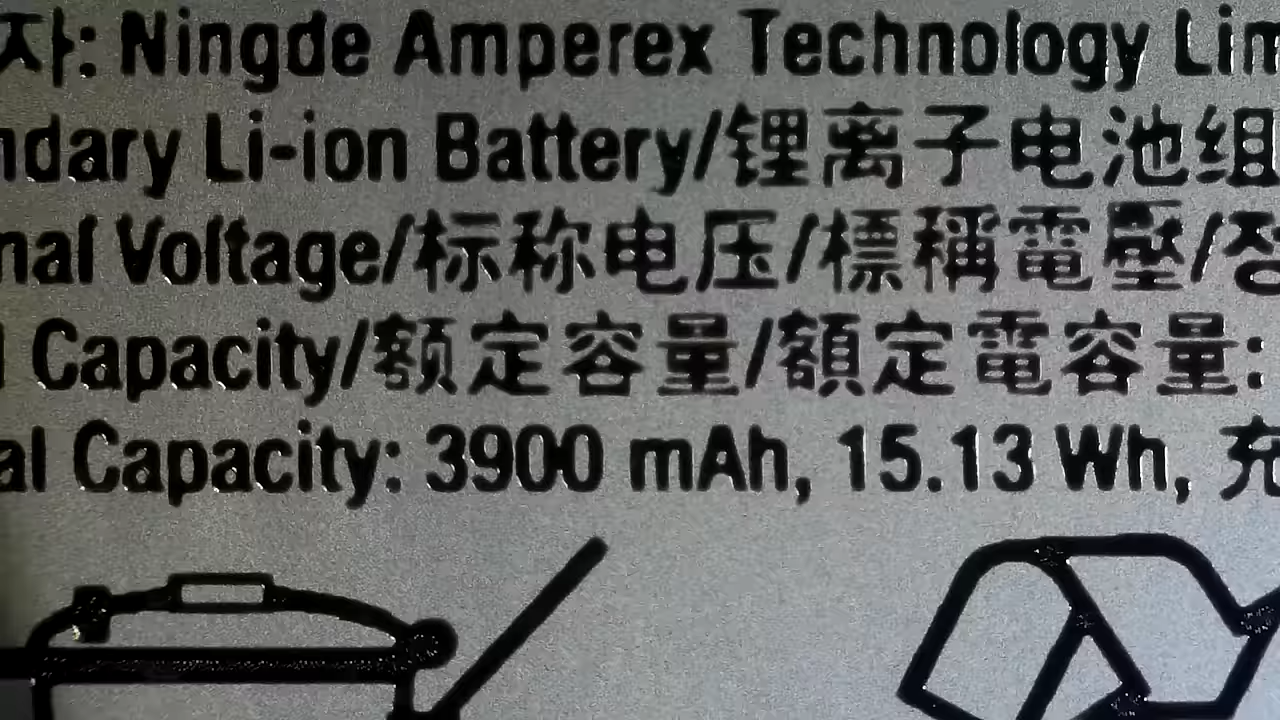 자: Ningde Amperex Technology Lim
ndary Li-ion Battery/锂离子电池组
nal Voltage/标称电压/標稱電壓/정
l Capacity/额定容量/額定電容量:
al Capacity: 3900 mAh, 15.13 Wh, 充